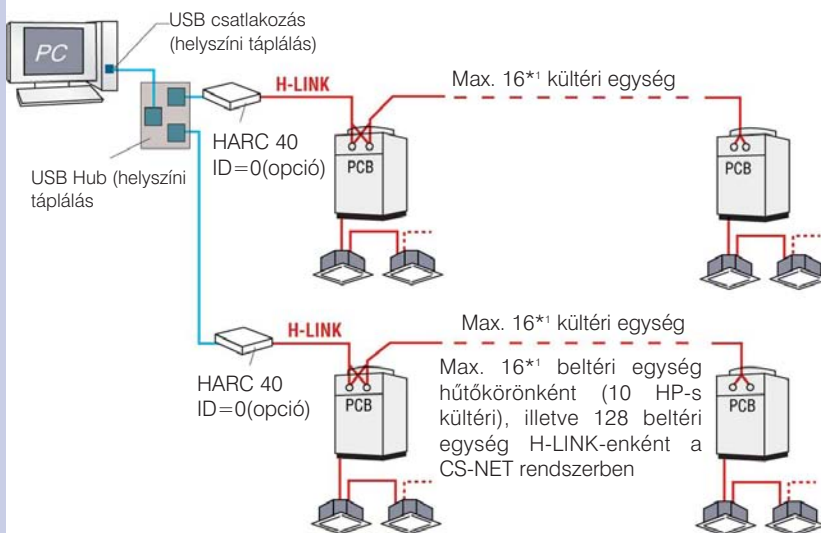 USB csatlakozás
(helyszíni táplálás)
PC
H-LINK
Max. 16*¹ kültéri egység
HARC 40
ID=0(opció)
PCB
PCB
USB Hub (helyszíni
táplálás
H-LINK
Max. 16*¹ kültéri egység
HARC 40
ID=0(opció)
PCB
Max. 16*¹ beltéri egység
hűtőkörönként (10 HP-s
kültéri), illetve 128 beltéri
egység H-LINK-enként a
CS-NET rendszerben
PCB